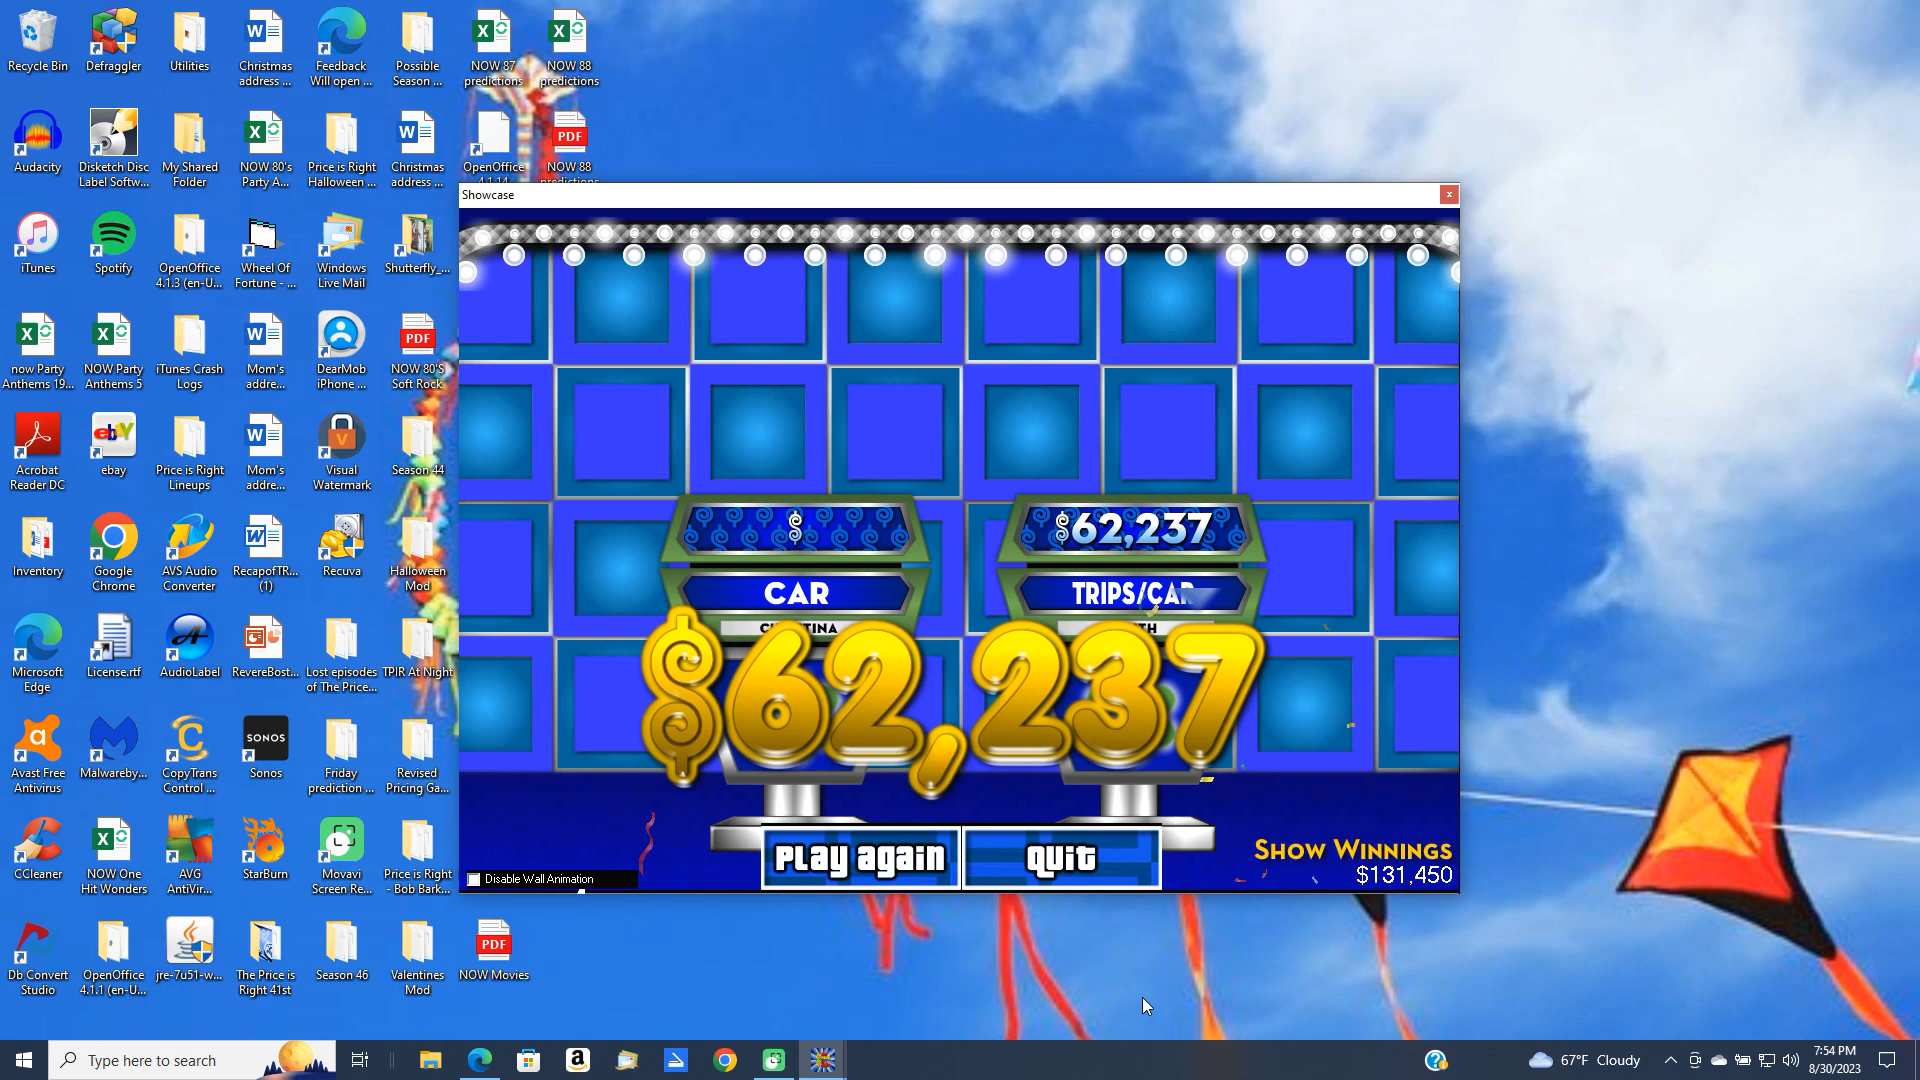 Recycle Bin
Defraggler
Utilities
Christmas
address ...
Feedback
Will open ...
Possible
Season ...
NOW 87
predictions
NOW 88
predictions
Audacity
Disketch Disc
Label Softw...
My Shared
Folder
NOW 80's
Party A...
Price is Right
Halloween ...
Christmas
address ...
OpenOffice
4.1.14
PDF
NOW 88
predictions
Showcase
iTunes
Spotify
OpenOffice
4.1.3 (en-U...
Wheel Of
Fortune - ...
Windows
Live Mail
Shutterfly_...
now Party
Anthems 19...
NOW Party
Anthems 5
iTunes Crash
Logs
Mom's
addre...
DearMob
iPhone ...
PDF
NOW 80'S
Soft Rock
Acrobat
Reader DC
ebay
ebay
Price is Right
Lineups
Mom's
addre...
Visual
Watermark
Season 44
Inventory
Google
Chrome
AVS Audio
Converter
RecapofTR...
(1)
Recuva
Halloween
Mod
Microsoft
Edge
License.rtf
AudioLabel
RevereBost...
Lost episodes
of The Price...
TPIR At Night
Avast Free
Antivirus
Malwareby...
CopyTrans
Control ...
SONOS
Sonos
Friday
prediction ...
Revised
Pricing Ga...
CCleaner
NOW One
Hit Wonders
AVG
AntiVir...
StarBurn
Movavi
Screen Re...
Price is Right
- Bob Bark...
Db Convert
Studio
OpenOffice
4.1.1 (en-U...
jre-7u51-w...
The Price is
Right 41st
Season 46
Valentines
Mod
PDF
NOW Movies
$
$62,237
CAR
TRIPS/CAR
$62,237
Play again
Quit
Show Winnings
$131,450
Disable Wall Animation
Type here to search
67°F Cloudy
7:54 PM
8/30/2023